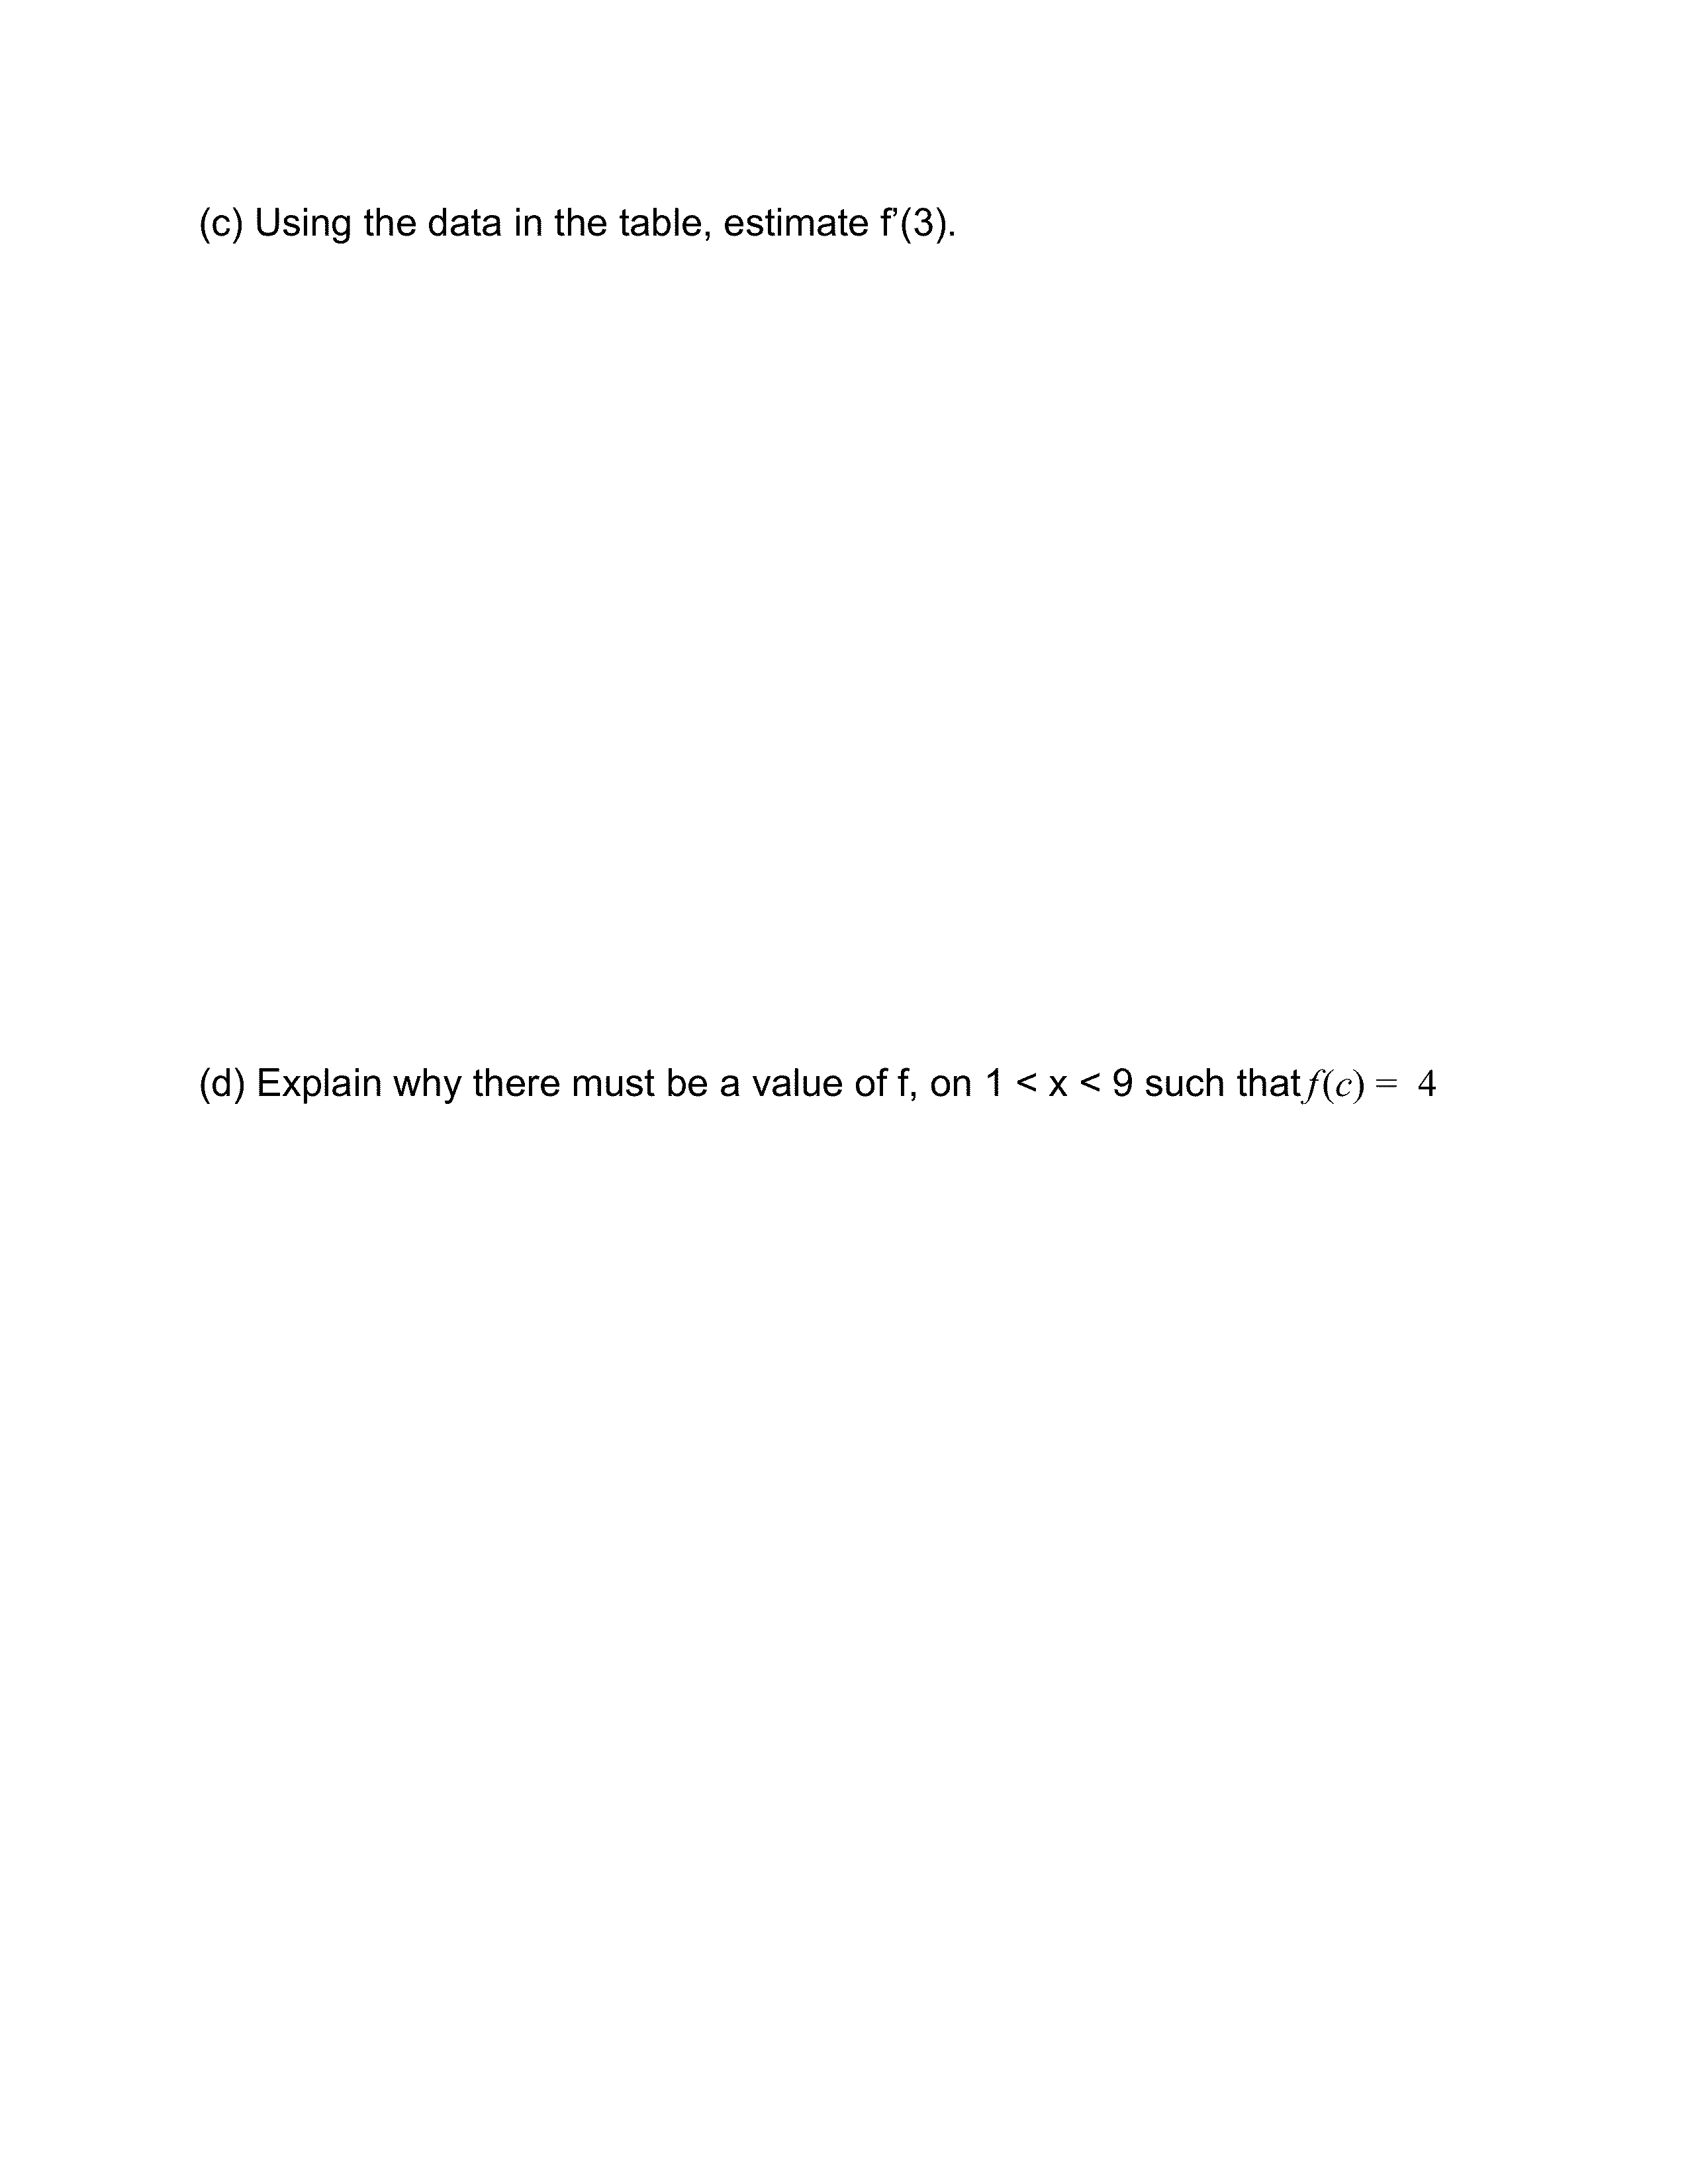 (c) Using the data in the table, estimate f’(3).
(d) Explain why there must be a value of f, on 1 < x < 9 such that f(c) = 4